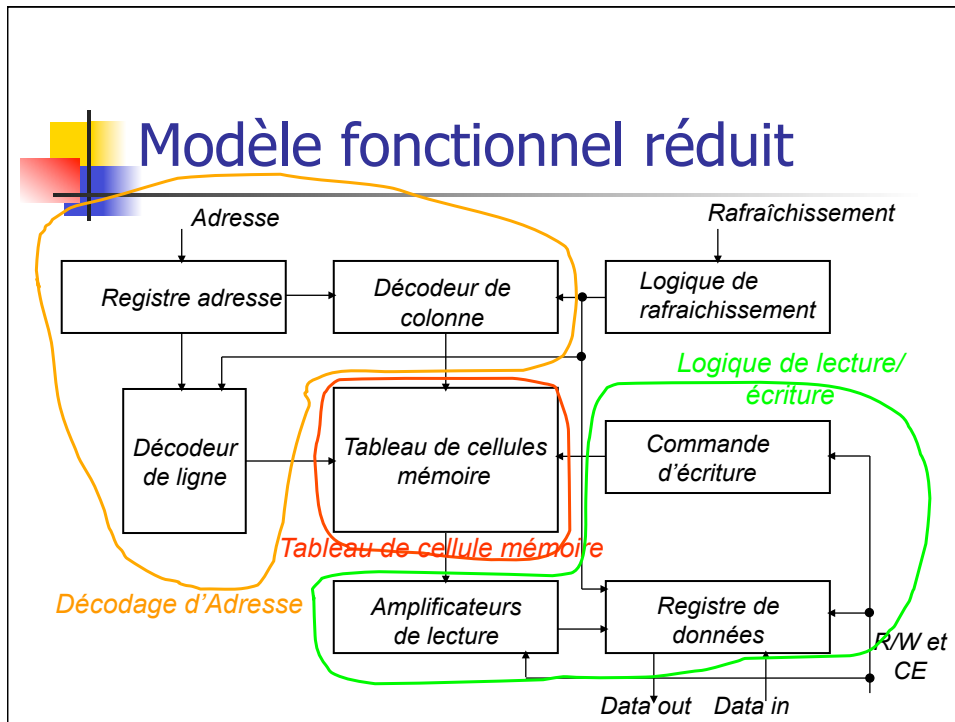 Modèle fonctionnel réduit
Adresse
Rafraîchissement
Registre adresse
Décodeur de
colonne
Logique de
rafraichissement
Logique de lecture/
écriture
Décodeur
de ligne
Tableau de cellules
mémoire
Commande
d'écriture
Tableau de cellule mémoire
Décodage d'Adresse
Amplificateurs
de lecture
Registre de
données
R/W et
CE
Data out
Data in